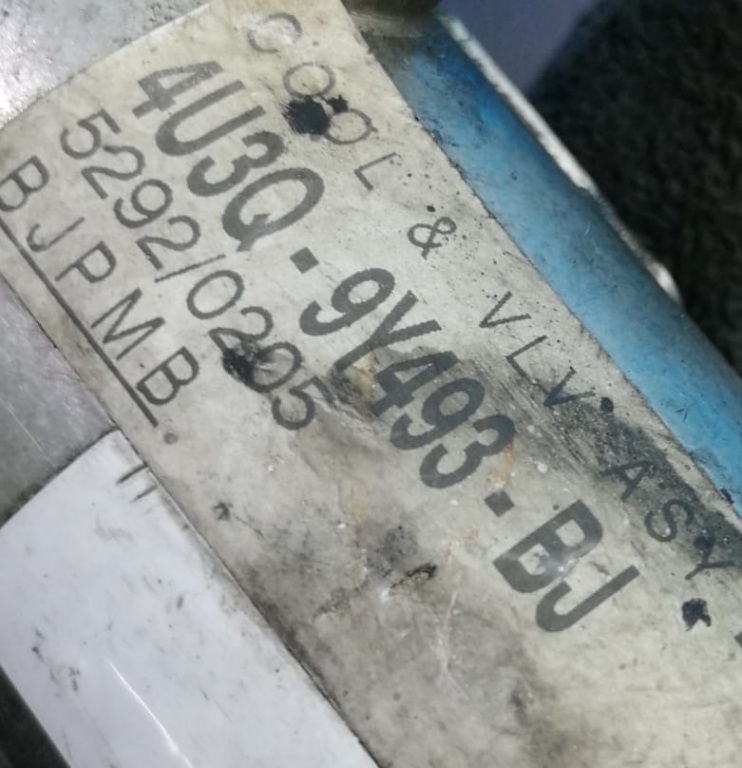 COOL & VLV ASY
4U3Q-9Y493-BJ
5292/0205
BJPMB